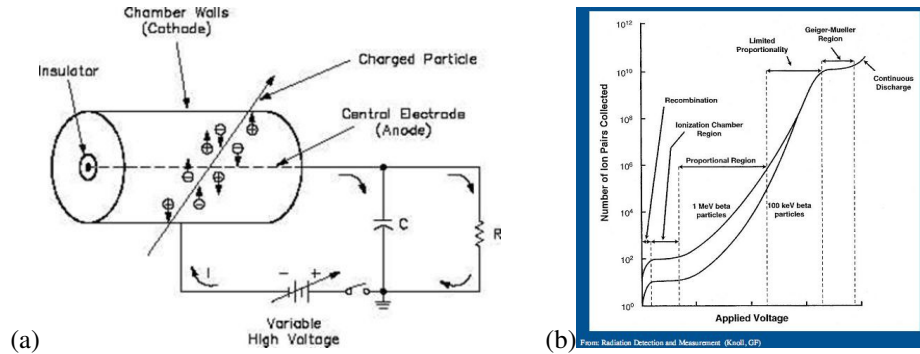 Chamber Walls
(Cathode)
Insulator
Charged Particle
Central Electrode
(Anode)
C
R
I
- +
Variable
High Voltage
(a)
10¹²
10¹⁰
10⁸
10⁶
10⁴
10²
10⁰
Number of Ion Pairs Collected
Limited
Proportionality
Geiger-Mueller
Region
Continuous
Discharge
Recombination
Ionization Chamber
Region
Proportional Region
1 MeV beta
particles
100 keV beta
particles
Applied Voltage
From: Radiation Detection and Measurement (Knoll, GF)
(b)